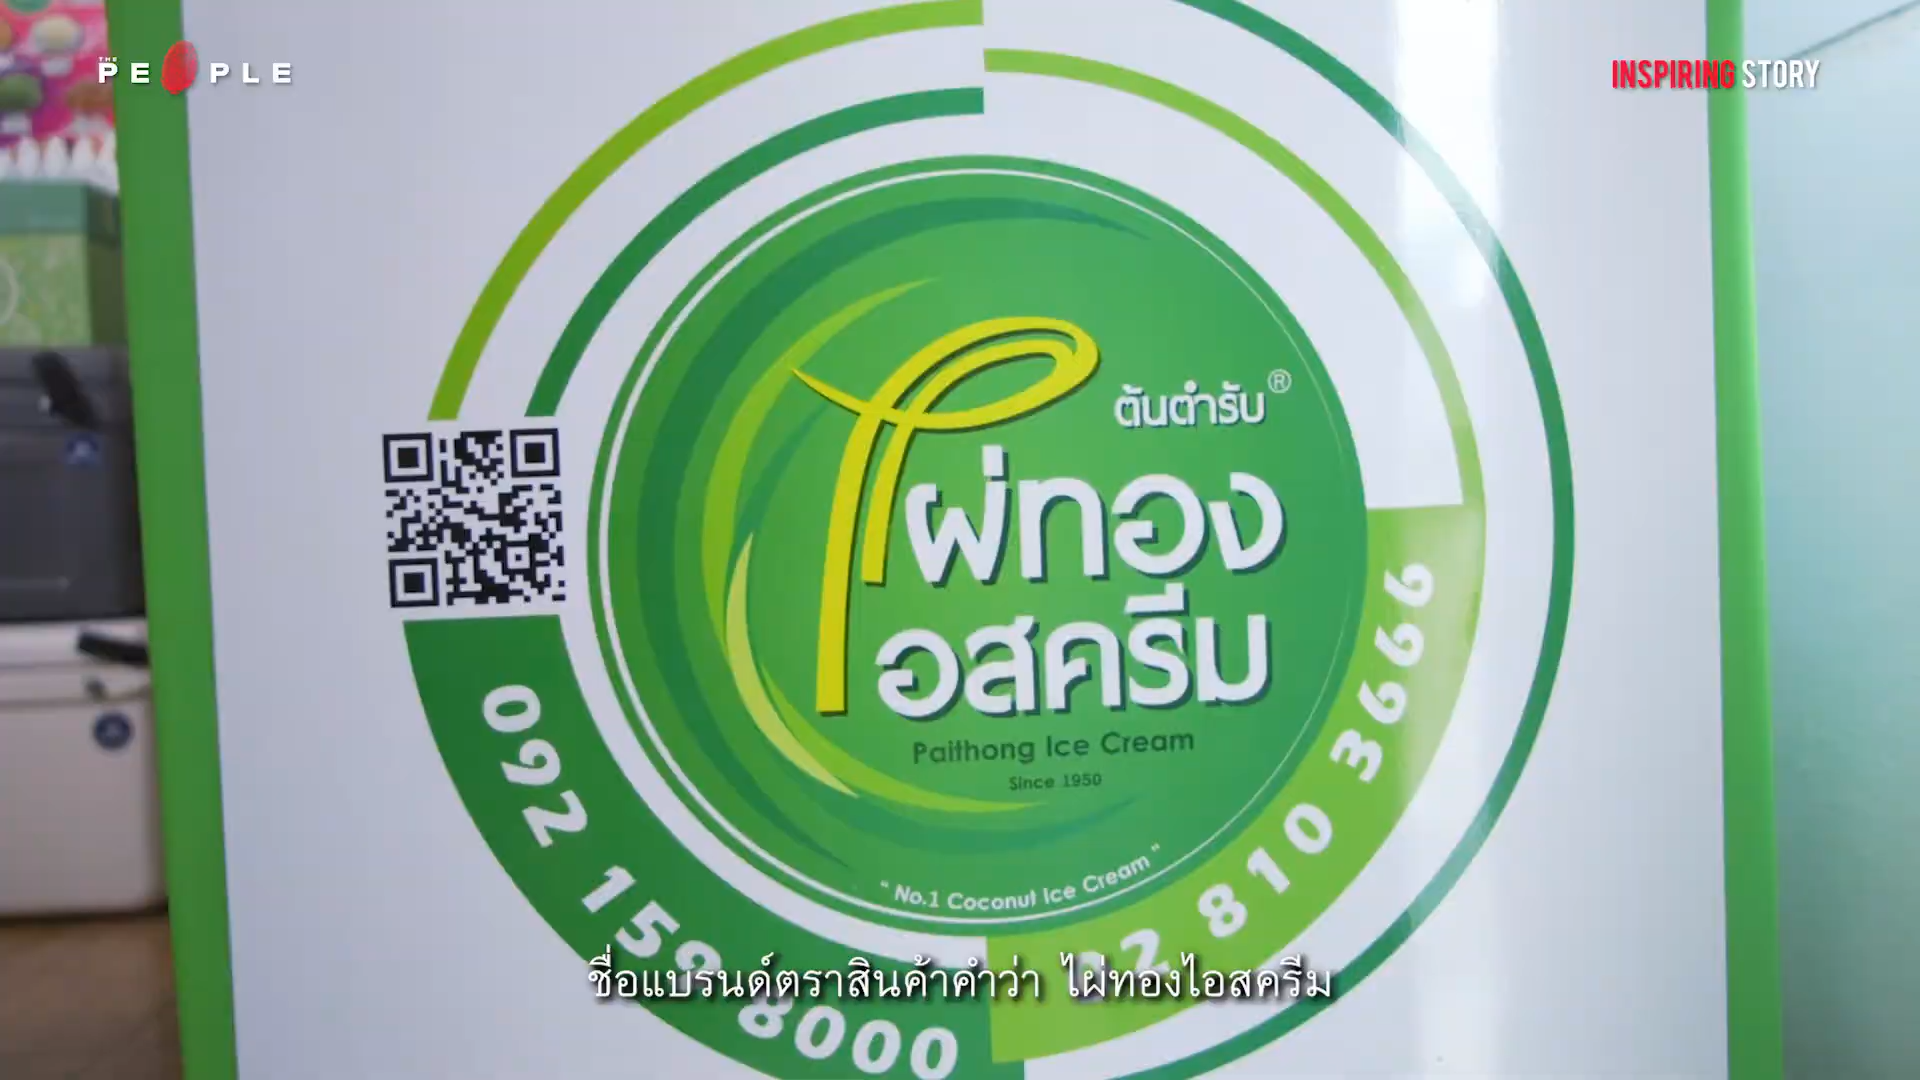 THE PEOPLE
INSPIRING STORY
ต้นตำรับ®
ไผ่ทอง
ไอสครีม
Paithong Ice Cream
Since 1950
"No.1 Coconut Ice Cream"
092 159 8000
02 810 3666
ชื่อแบรนด์ตราสินค้าคำว่า ไผ่ทองไอสครีม